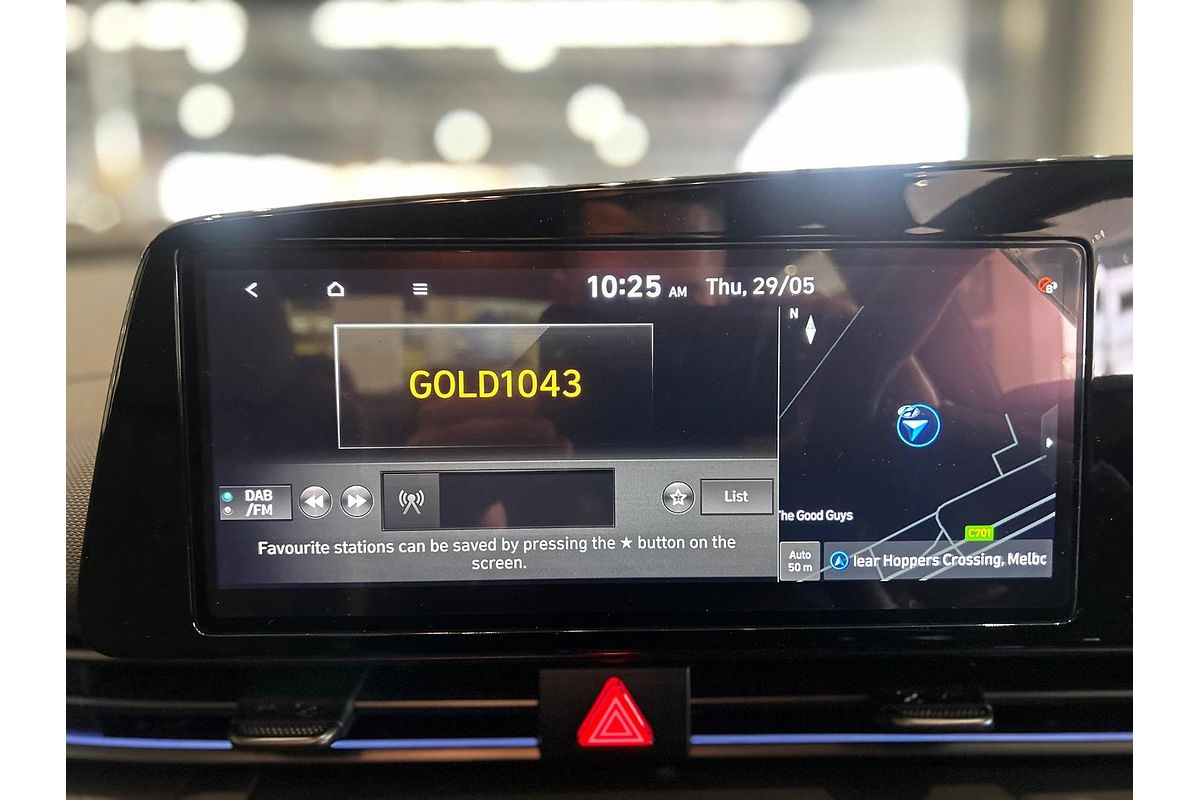 10:25 AM Thu, 29/05
N
GOLD1043
DAB
/FM
List
The Good Guys
C701
Favourite stations can be saved by pressing the ★ button on the
screen.
Auto
50 m
lear Hoppers Crossing, Melbc